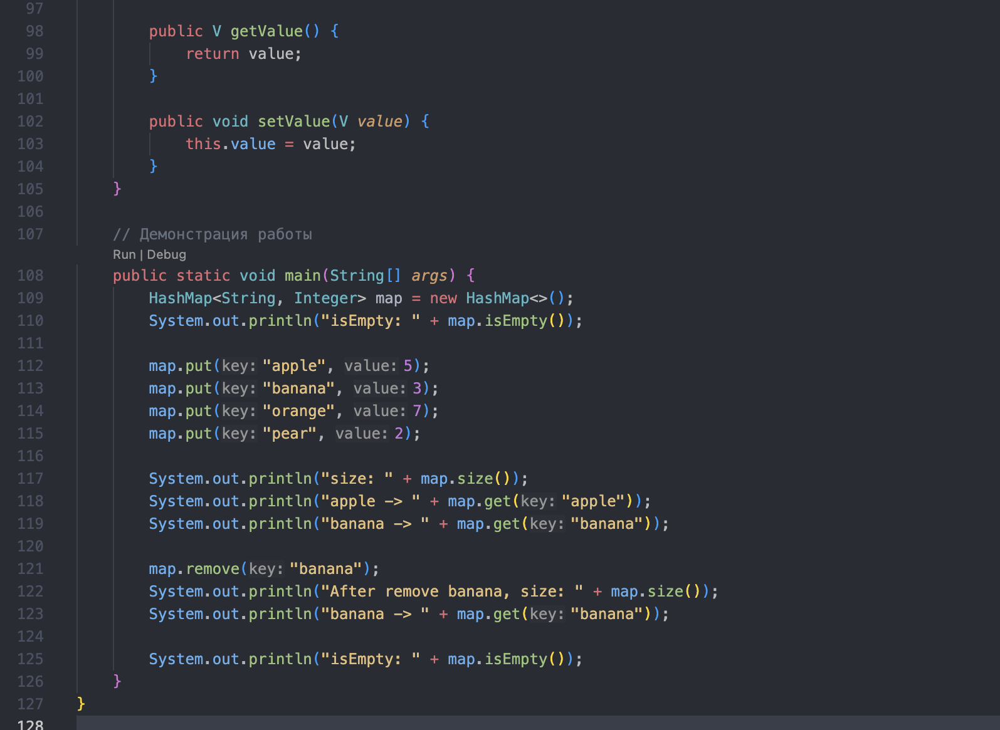 97
98 public V getValue() {
99 return value;
100 }
101
102 public void setValue(V value) {
103 this.value = value;
104 }
105 }
106
107 // Демонстрация работы
Run | Debug
108 public static void main(String[] args) {
109 HashMap<String, Integer> map = new HashMap<>();
110 System.out.println("isEmpty: " + map.isEmpty());
111
112 map.put(key: "apple", value: 5);
113 map.put(key: "banana", value: 3);
114 map.put(key: "orange", value: 7);
115 map.put(key: "pear", value: 2);
116
117 System.out.println("size: " + map.size());
118 System.out.println("apple -> " + map.get(key: "apple"));
119 System.out.println("banana -> " + map.get(key: "banana"));
120
121 map.remove(key: "banana");
122 System.out.println("After remove banana, size: " + map.size());
123 System.out.println("banana -> " + map.get(key: "banana"));
124
125 System.out.println("isEmpty: " + map.isEmpty());
126 }
127 }
128